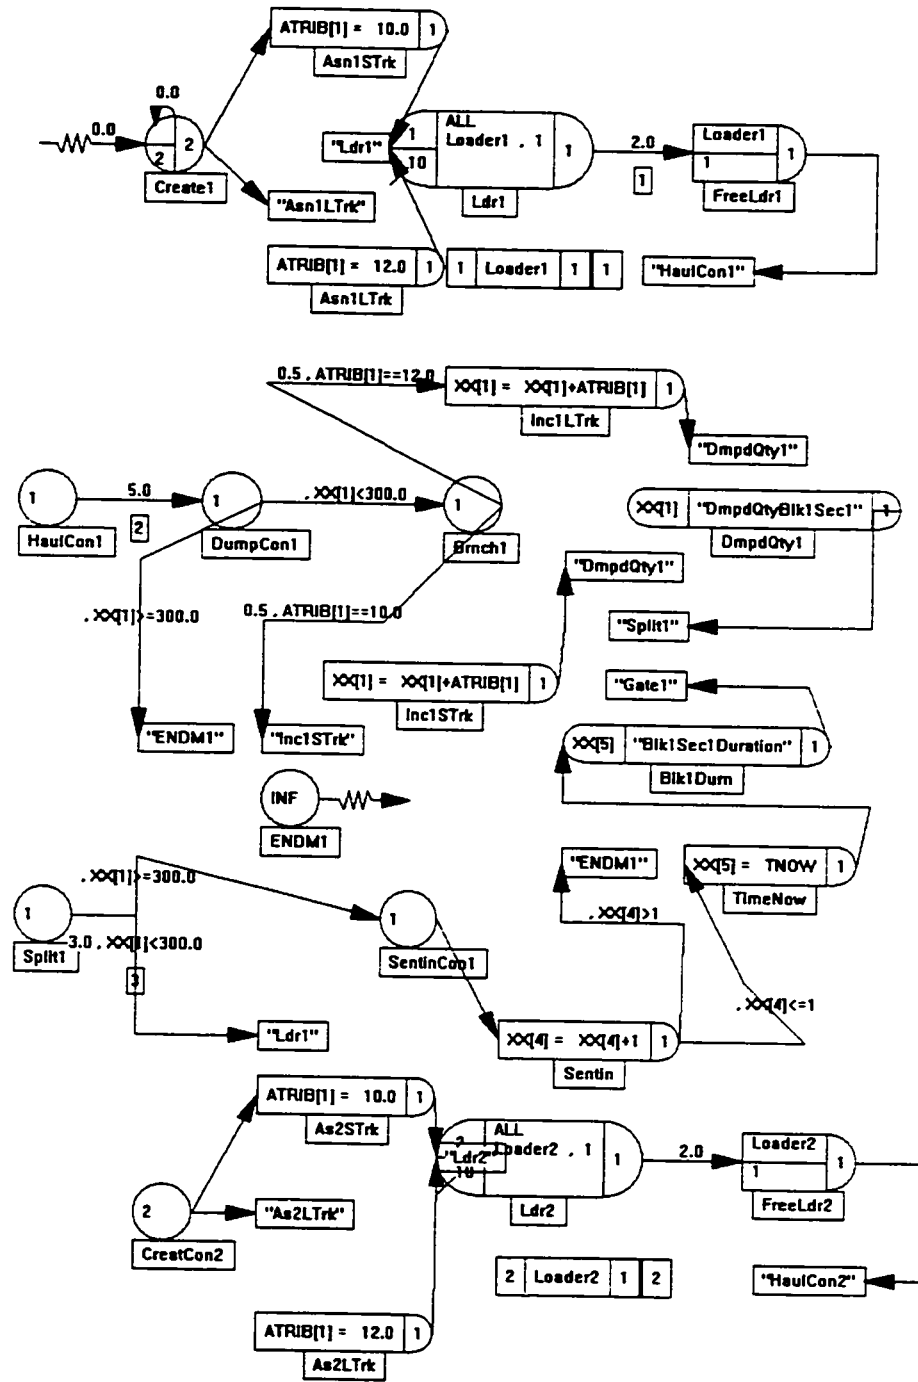 ATRIB[1] = 10.0 1
Asn1STrk
0.0
0.0
2
2
Create1
"Ldr1"
1
10
ALL
Loader1 , 1
1
Ldr1
2.0
1
Loader1
1
1
FreeLdr1
"Asn1LTrk"
ATRIB[1] = 12.0 1
Asn1LTrk
1 Loader1 1 1
"HaulCon1"
0.5 , ATRIB[1]==12.0
XX[1] = XX[1]+ATRIB[1] 1
Inc1LTrk
"DmpdQty1"
1
HaulCon1
5.0
2
1
DumpCon1
, XX[1]<300.0
1
Brnch1
XX[1] "DmpdQtyBlk1Sec1" 1
DmpdQty1
"DmpdQty1"
, XX[1]>=300.0
0.5 , ATRIB[1]==10.0
"Split1"
XX[1] = XX[1]+ATRIB[1] 1
Inc1STrk
"Gate1"
"ENDM1"
"Inc1STrk"
XX[5] "Blk1Sec1Duration" 1
Blk1Durn
INF
ENDM1
"ENDM1"
XX[5] = TNOW 1
TimeNow
, XX[1]>=300.0
1
Split1
3.0 , XX[1]<300.0
3
1
SentinCon1
, XX[4]>1
, XX[4]<=1
"Ldr1"
XX[4] = XX[4]+1 1
Sentin
ATRIB[1] = 10.0 1
As2STrk
2
"Ldr2"
10
ALL
Loader2 , 1
1
Ldr2
2.0
Loader2
1
1
FreeLdr2
2
CreatCon2
"As2LTrk"
2 Loader2 1 2
"HaulCon2"
ATRIB[1] = 12.0 1
As2LTrk